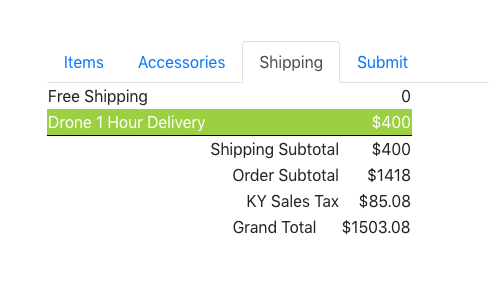 Items Accessories Shipping Submit
Free Shipping 0
Drone 1 Hour Delivery $400
Shipping Subtotal $400
Order Subtotal $1418
KY Sales Tax $85.08
Grand Total $1503.08